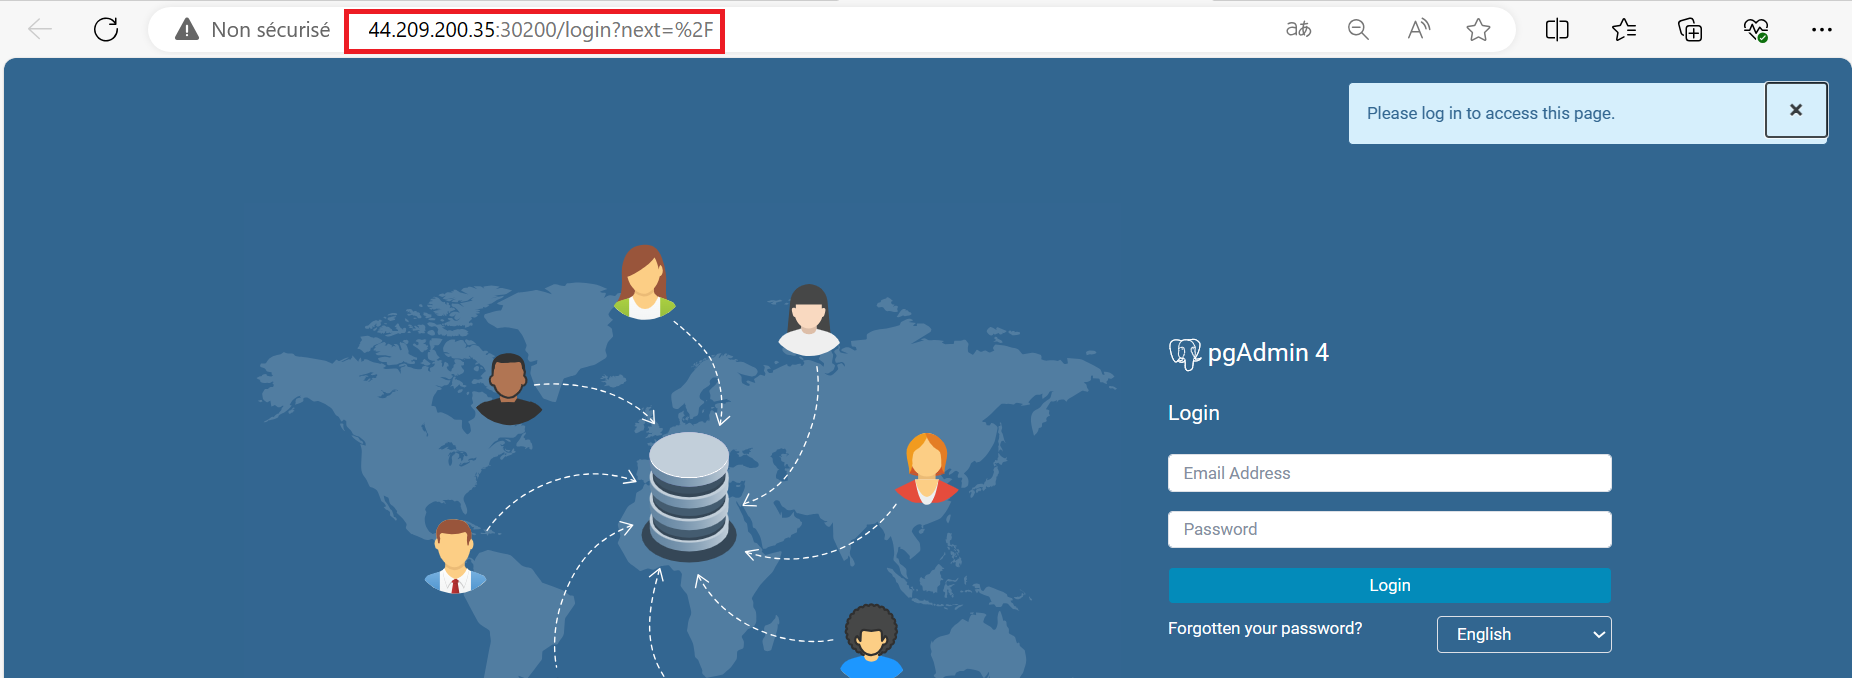 Non sécurisé 44.209.200.35:30200/login?next=%2F aあ A
Please log in to access this page.
pgAdmin 4
Login
Email Address
Password
Login
Forgotten your password? English